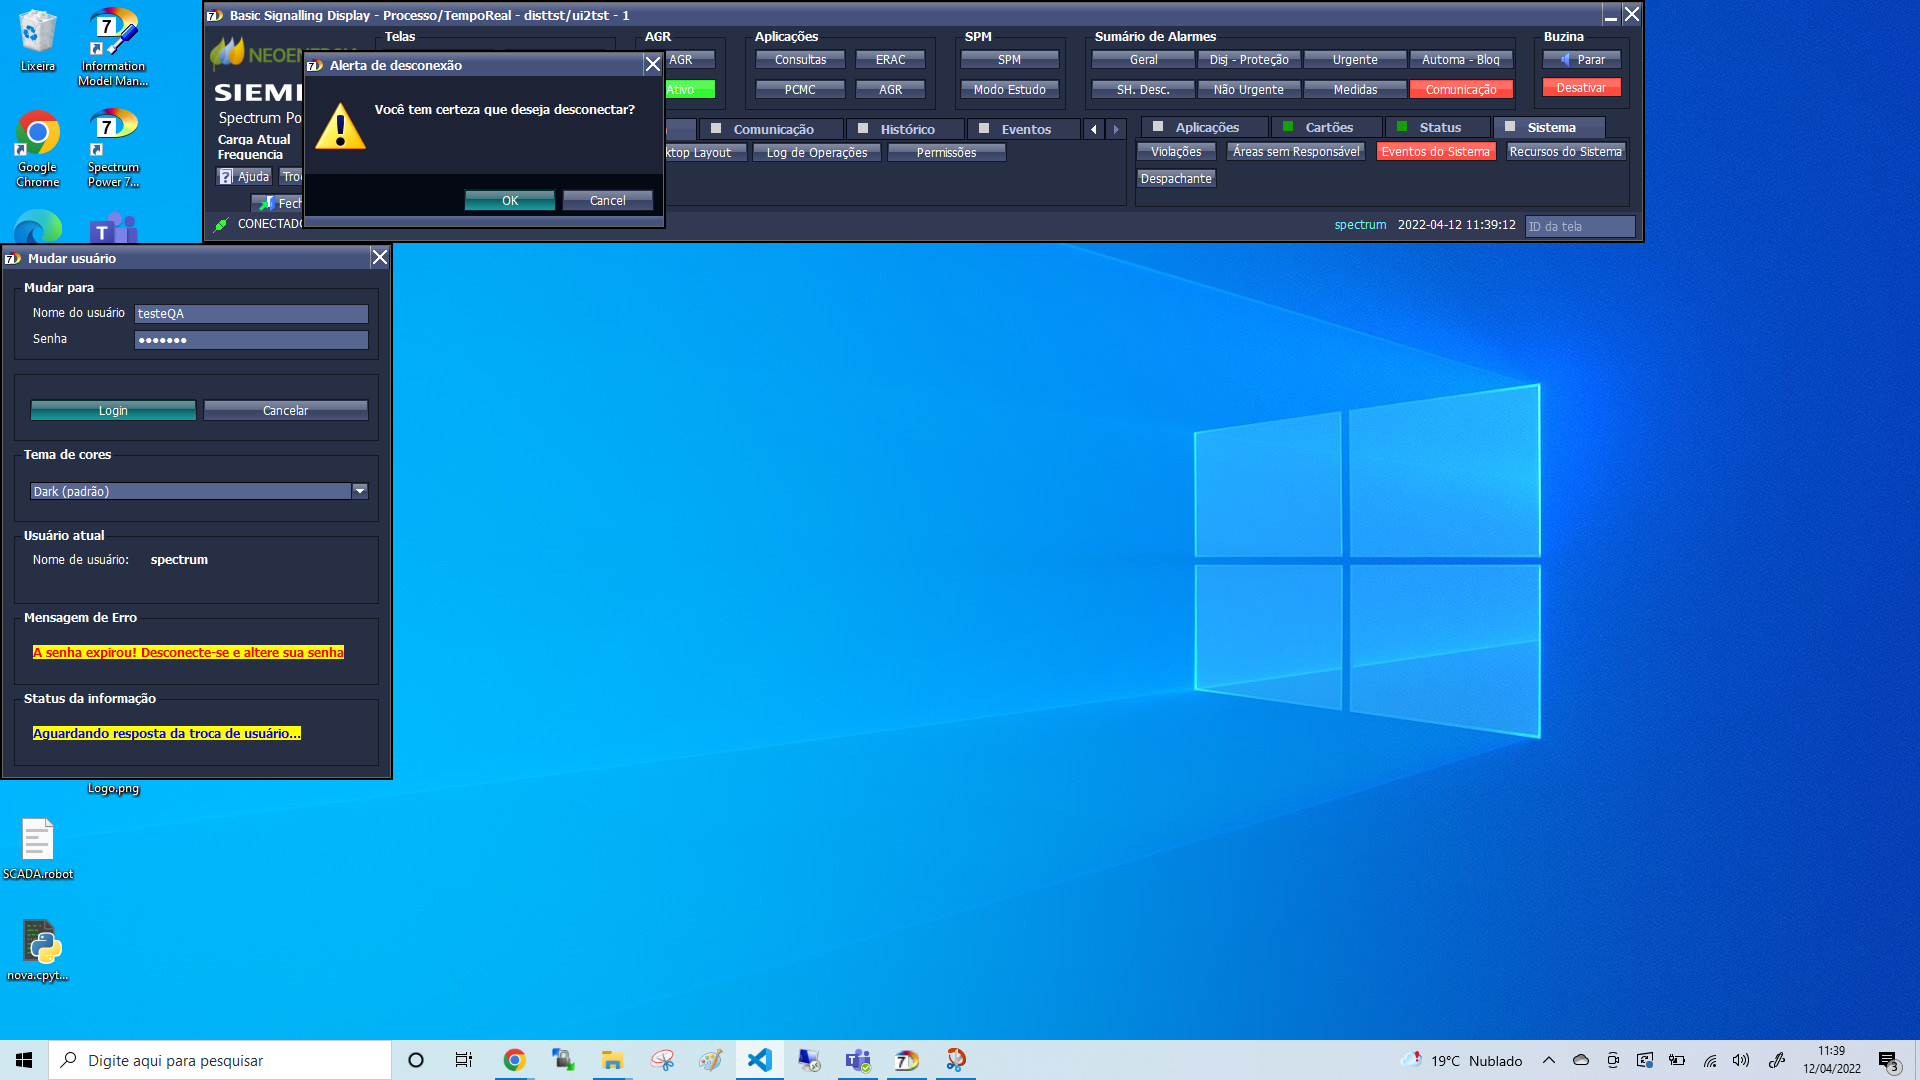 Lixeira
Information
Model Man...
Google
Chrome
Spectrum
Power 7...
Basic Signalling Display - Processo/TempoReal - disttst/ui2tst - 1
NEOENERGIA
Telas
AGR
Aplicações
SPM
Sumário de Alarmes
Buzina
AGR
Consultas
ERAC
SPM
Geral
Disj - Proteção
Urgente
Automa - Bloq
Parar
Ativo
PCMC
AGR
Modo Estudo
SH. Desc.
Não Urgente
Medidas
Comunicação
Desativar
SIEM
Spectrum Po
Carga Atual
Frequencia
Ajuda
Tro
Fech
CONECTADO
Alerta de desconexão
Você tem certeza que deseja desconectar?
OK
Cancel
Comunicação
Histórico
Eventos
ktop Layout
Log de Operações
Permissões
Aplicações
Cartões
Status
Sistema
Violações
Áreas sem Responsável
Eventos do Sistema
Recursos do Sistema
Despachante
spectrum
2022-04-12 11:39:12
ID da tela
Mudar usuário
Mudar para
Nome do usuário
testeQA
Senha
•••••••
Login
Cancelar
Tema de cores
Dark (padrão)
Usuário atual
Nome de usuário: spectrum
Mensagem de Erro
A senha expirou! Desconecte-se e altere sua senha
Status da informação
Aguardando resposta da troca de usuário...
Logo.png
SCADA.robot
nova.cpyt...
Digite aqui para pesquisar
19°C Nublado
11:39
12/04/2022
3